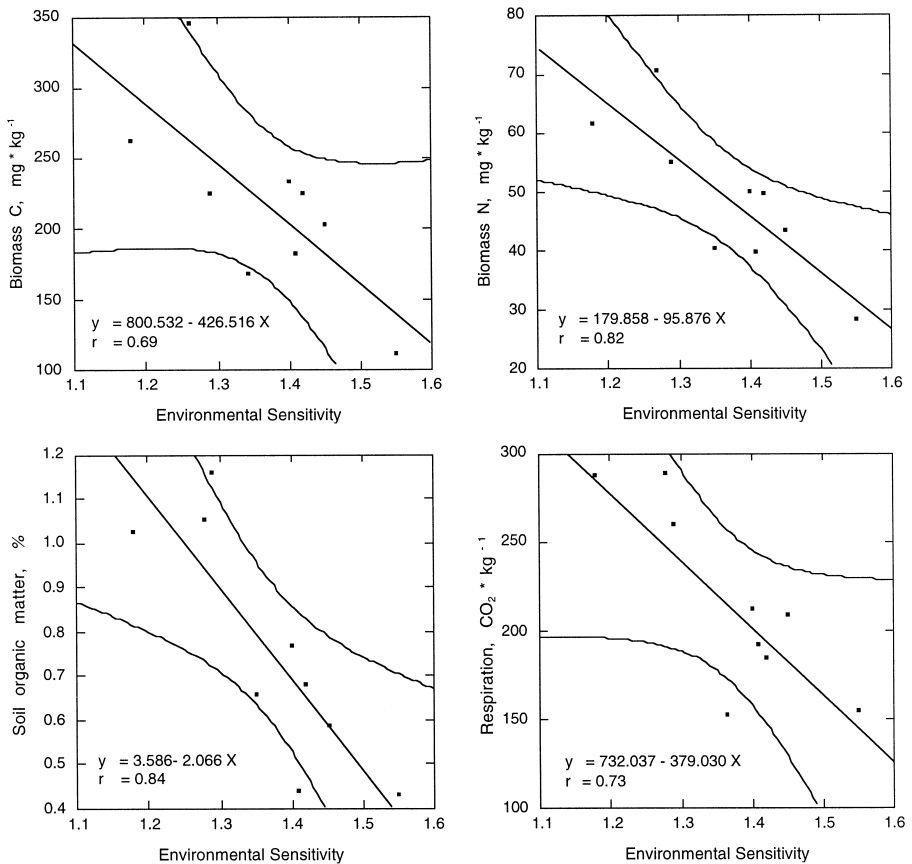 350
300
250
200
150
100
Biomass C, mg * kg -1
y = 800.532 - 426.516 X
r = 0.69
1.1 1.2 1.3 1.4 1.5 1.6
Environmental Sensitivity
80
70
60
50
40
30
20
Biomass N, mg * kg -1
y = 179.858 - 95.876 X
r = 0.82
1.1 1.2 1.3 1.4 1.5 1.6
Environmental Sensitivity
1.2
1.1
1.0
0.9
0.8
0.7
0.6
0.5
0.4
Soil organic matter, %
y = 3.586- 2.066 X
r = 0.84
1.1 1.2 1.3 1.4 1.5 1.6
Environmental Sensitivity
300
250
200
150
100
Respiration, CO2 * kg -1
y = 732.037 - 379.030 X
r = 0.73
1.1 1.2 1.3 1.4 1.5 1.6
Environmental Sensitivity